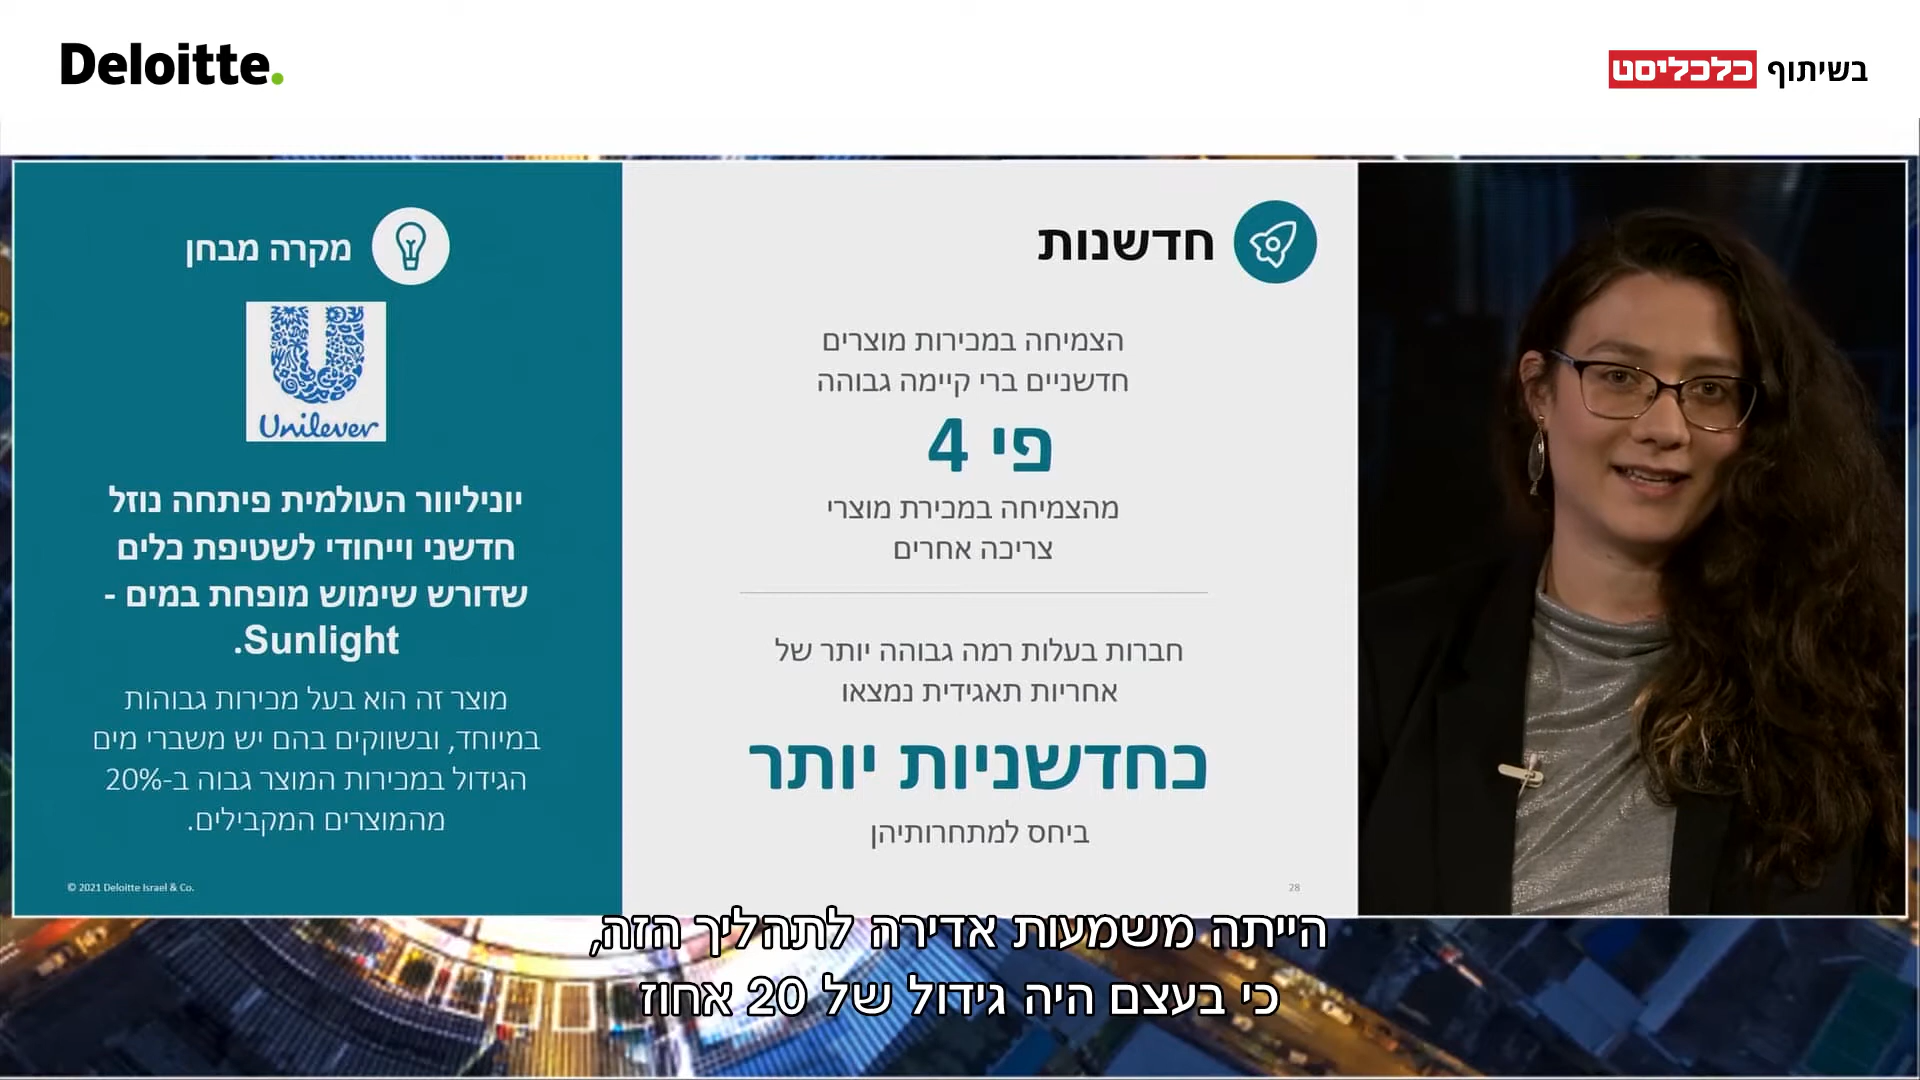 Deloitte.
בשיתוף כלכליסט
חדשנות
הצמיחה במכירות מוצרים
חדשניים ברי קיימה גבוהה
פי 4
מהצמיחה במכירת מוצרי
צריכה אחרים
חברות בעלות רמה גבוהה יותר של
אחריות תאגידית נמצאו
כחדשניות יותר
ביחס למתחרותיהן
28
מקרה מבחן
Unilever
יוניליוור העולמית פיתחה נוזל
חדשני וייחודי לשטיפת כלים
שדורש שימוש מופחת במים -
Sunlight.
מוצר זה הוא בעל מכירות גבוהות
במיוחד, ובשווקים בהם יש משברי מים
הגידול במכירות המוצר גבוה ב-20%
מהמוצרים המקבילים.
© 2021 Deloitte Israel & Co.
הייתה משמעות אדירה לתהליך הזה,
כי בעצם היה גידול של 20 אחוז